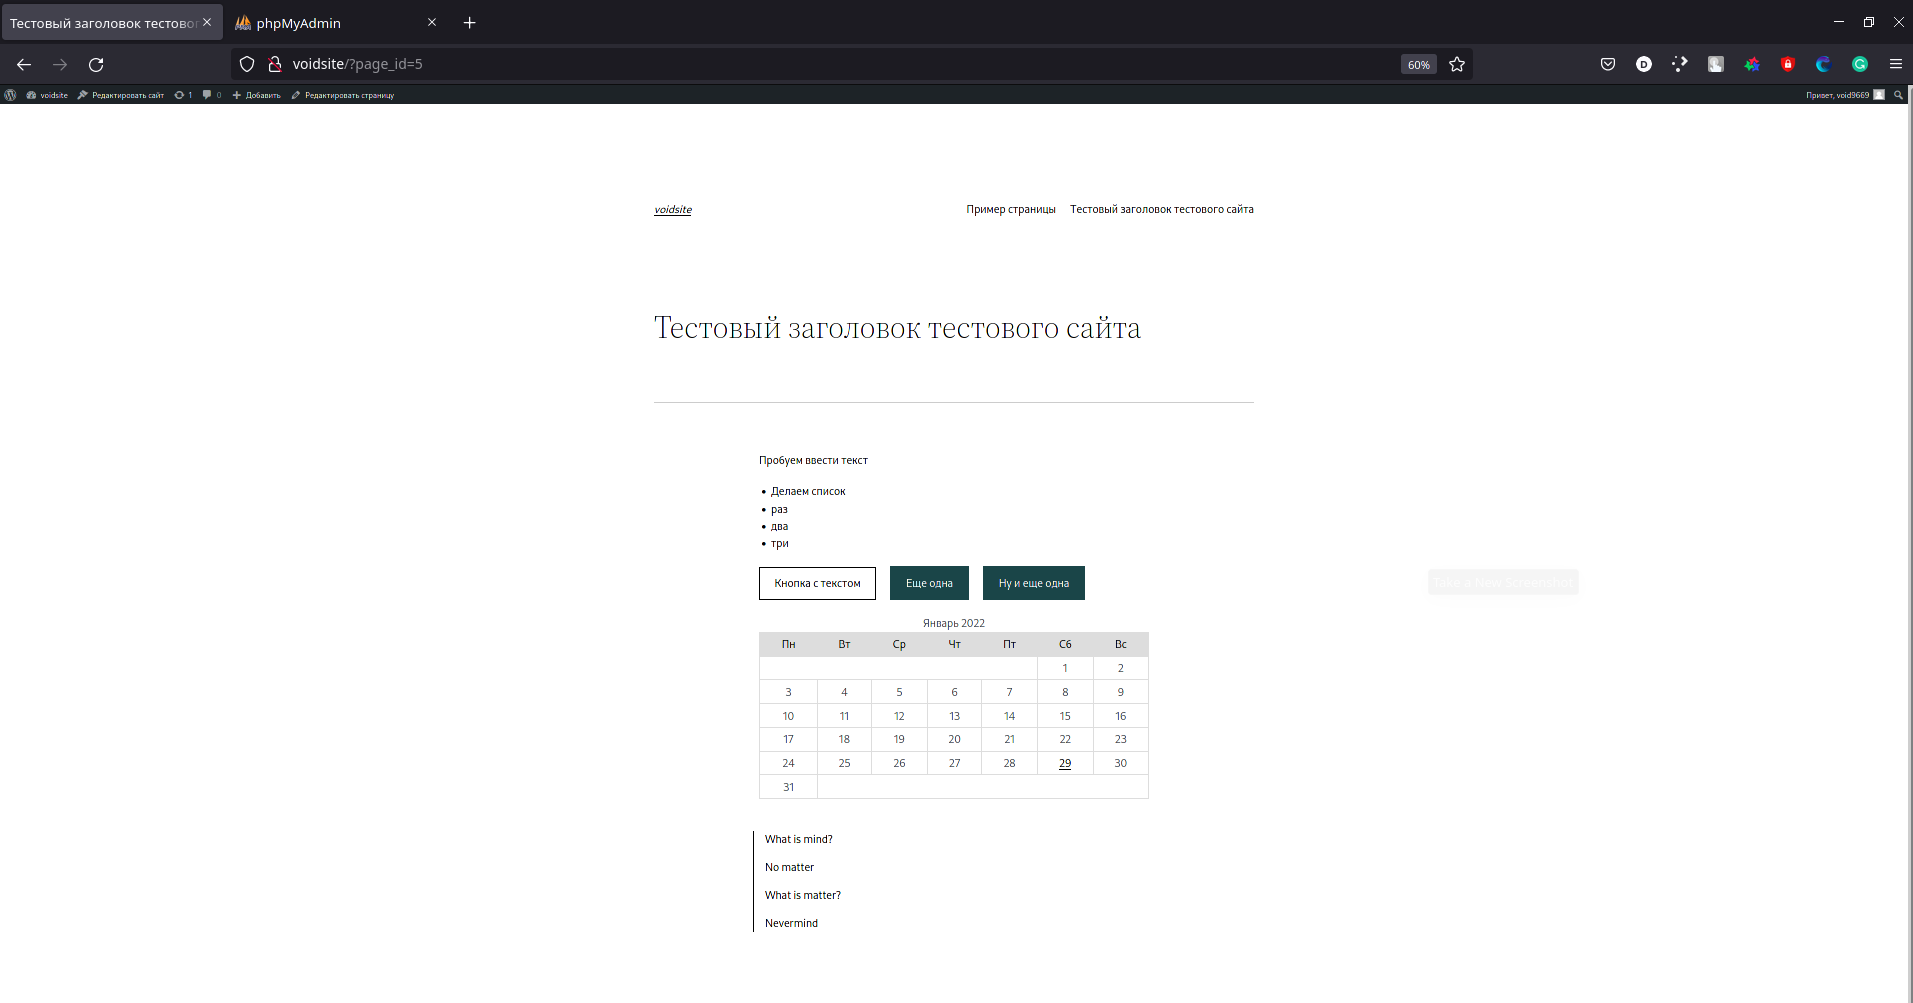 Тестовый заголовок тестово
phpMyAdmin
voidsite/?page_id=5
60%
voidsite
Редактировать сайт
1
0
Добавить
Редактировать страницу
Привет, void9669
voidsite
Пример страницы
Тестовый заголовок тестового сайта
Тестовый заголовок тестового сайта
Пробуем ввести текст
Делаем список
раз
два
три
Кнопка с текстом
Еще одна
Ну и еще одна
Take a New Screenshot
Январь 2022
Пн Вт Ср Чт Пт Сб Вс
1 2
3 4 5 6 7 8 9
10 11 12 13 14 15 16
17 18 19 20 21 22 23
24 25 26 27 28 29 30
31
What is mind?
No matter
What is matter?
Nevermind